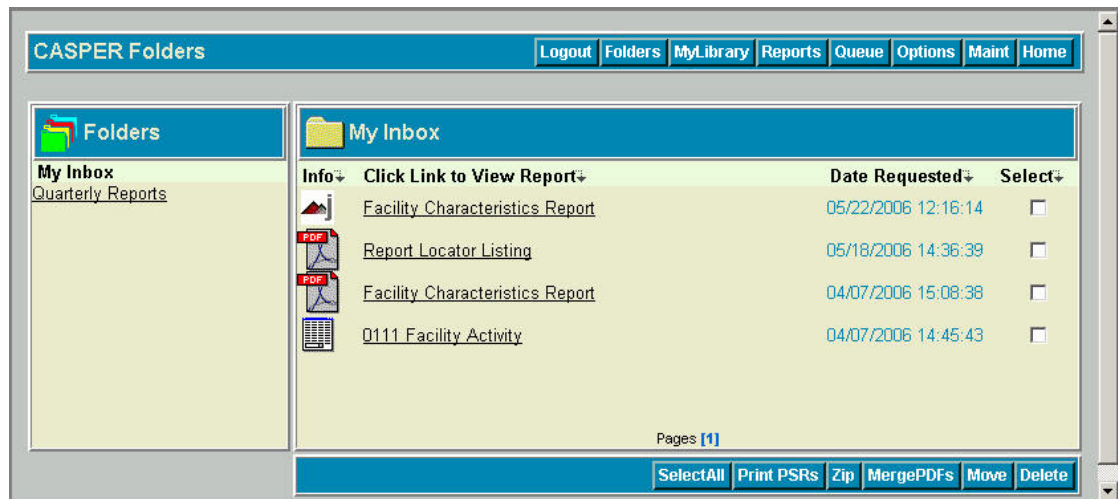 CASPER Folders
Logout Folders MyLibrary Reports Queue Options Maint Home
Folders
My Inbox
Quarterly Reports
My Inbox
Info Click Link to View Report Date Requested Select
Facility Characteristics Report 05/22/2006 12:16:14
PDF Report Locator Listing 05/18/2006 14:36:39
PDF Facility Characteristics Report 04/07/2006 15:08:38
0111 Facility Activity 04/07/2006 14:45:43
Pages [1]
SelectAll Print PSRs Zip MergePDFs Move Delete